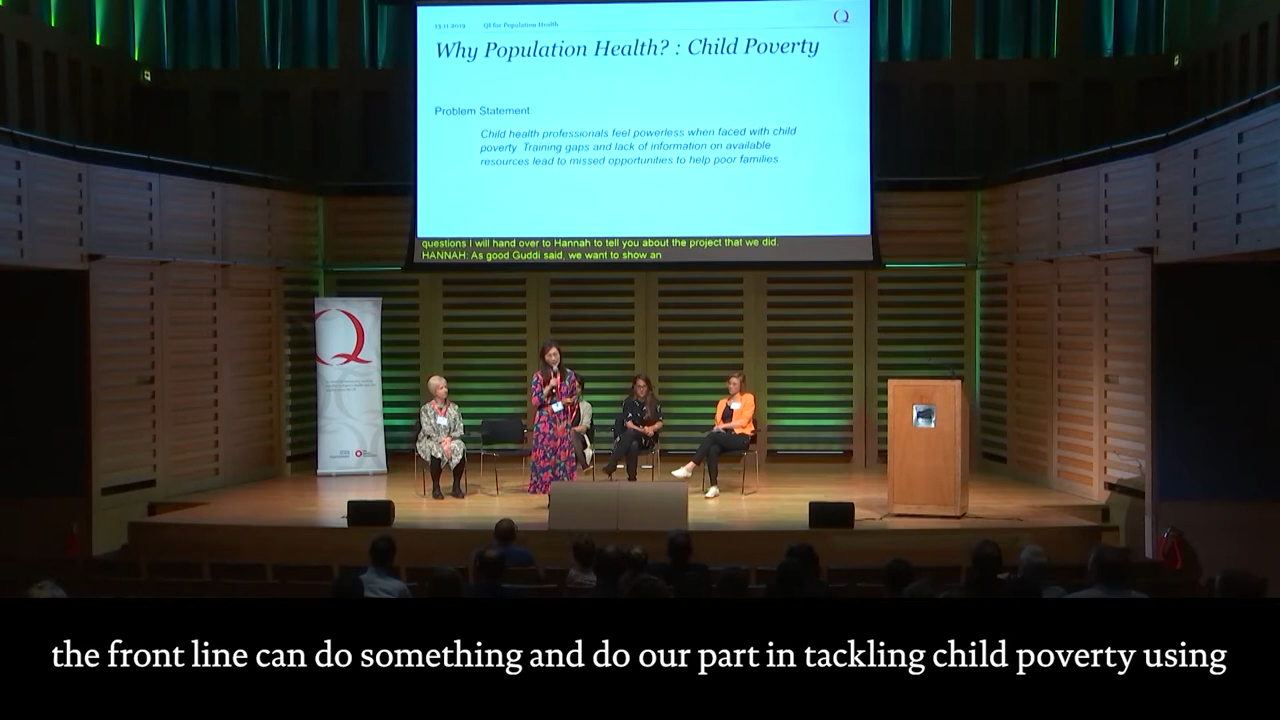 13.11.2019 QI for Population Health
Q
Why Population Health? : Child Poverty
Problem Statement
Child health professionals feel powerless when faced with child
poverty. Training gaps and lack of information on available
resources lead to missed opportunities to help poor families
questions I will hand over to Hannah to tell you about the project that we did.
HANNAH: As good Guddi said, we want to show an
Q
the front line can do something and do our part in tackling child poverty using